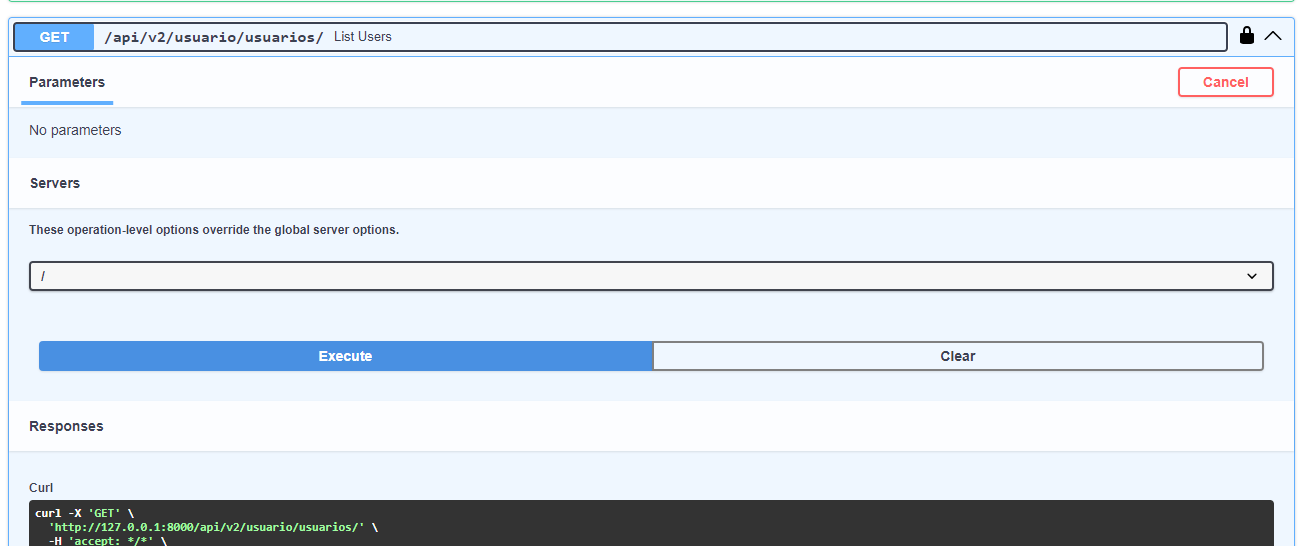 GET /api/v2/usuario/usuarios/ List Users
Parameters
Cancel
No parameters
Servers
These operation-level options override the global server options.
/
Execute
Clear
Responses
Curl
curl -X 'GET' \
'http://127.0.0.1:8000/api/v2/usuario/usuarios/' \
-H 'accept: */*' \